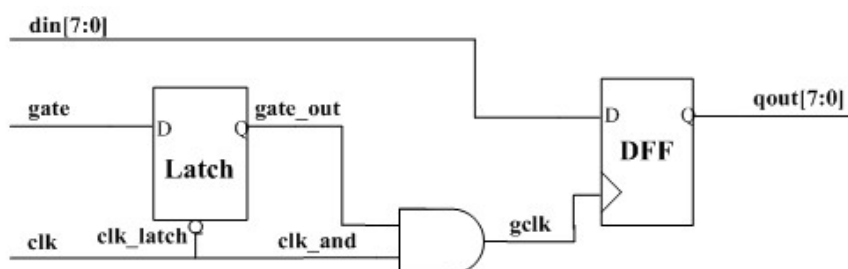 din[7:0]
gate
D
Q
gate_out
Latch
clk
clk_latch
clk_and
gclk
D
Q
DFF
qout[7:0]